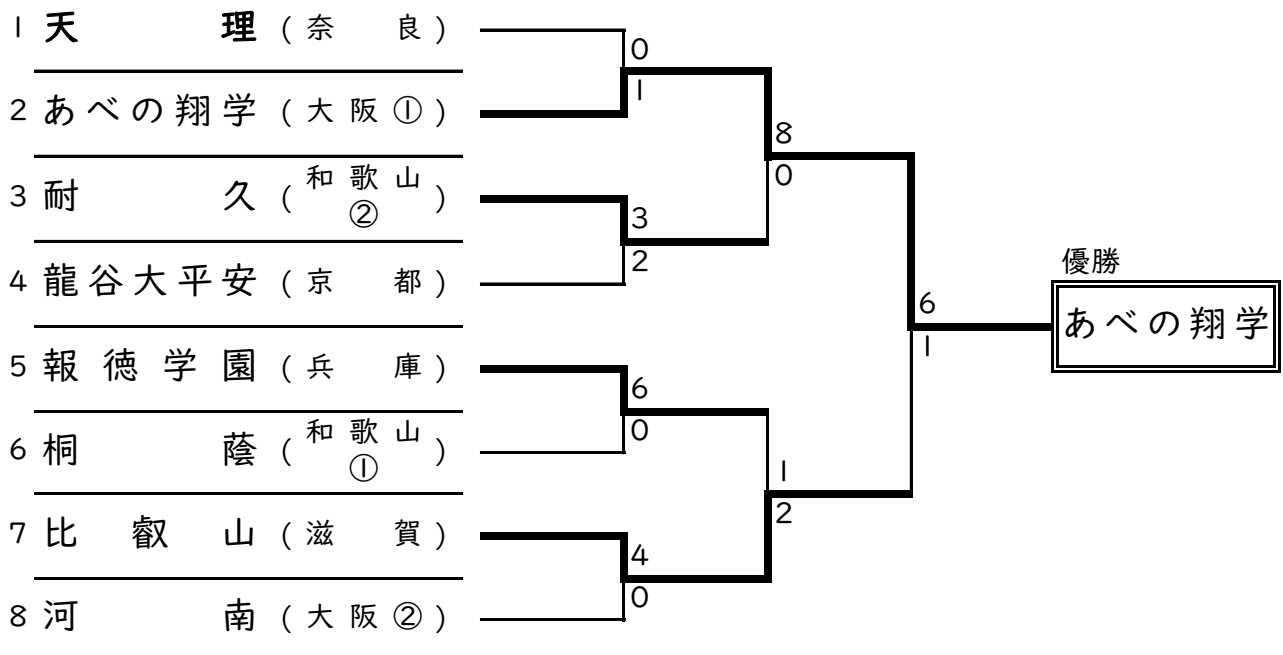 1 天理 (奈良)
0
1
2 あべの翔学 (大阪①)
8
0
3 耐久 (和歌山②)
3
2
4 龍谷大平安 (京都)
優勝
あべの翔学
6
1
5 報徳学園 (兵庫)
6
0
6 桐蔭 (和歌山①)
1
2
7 比叡山 (滋賀)
4
0
8 河南 (大阪②)